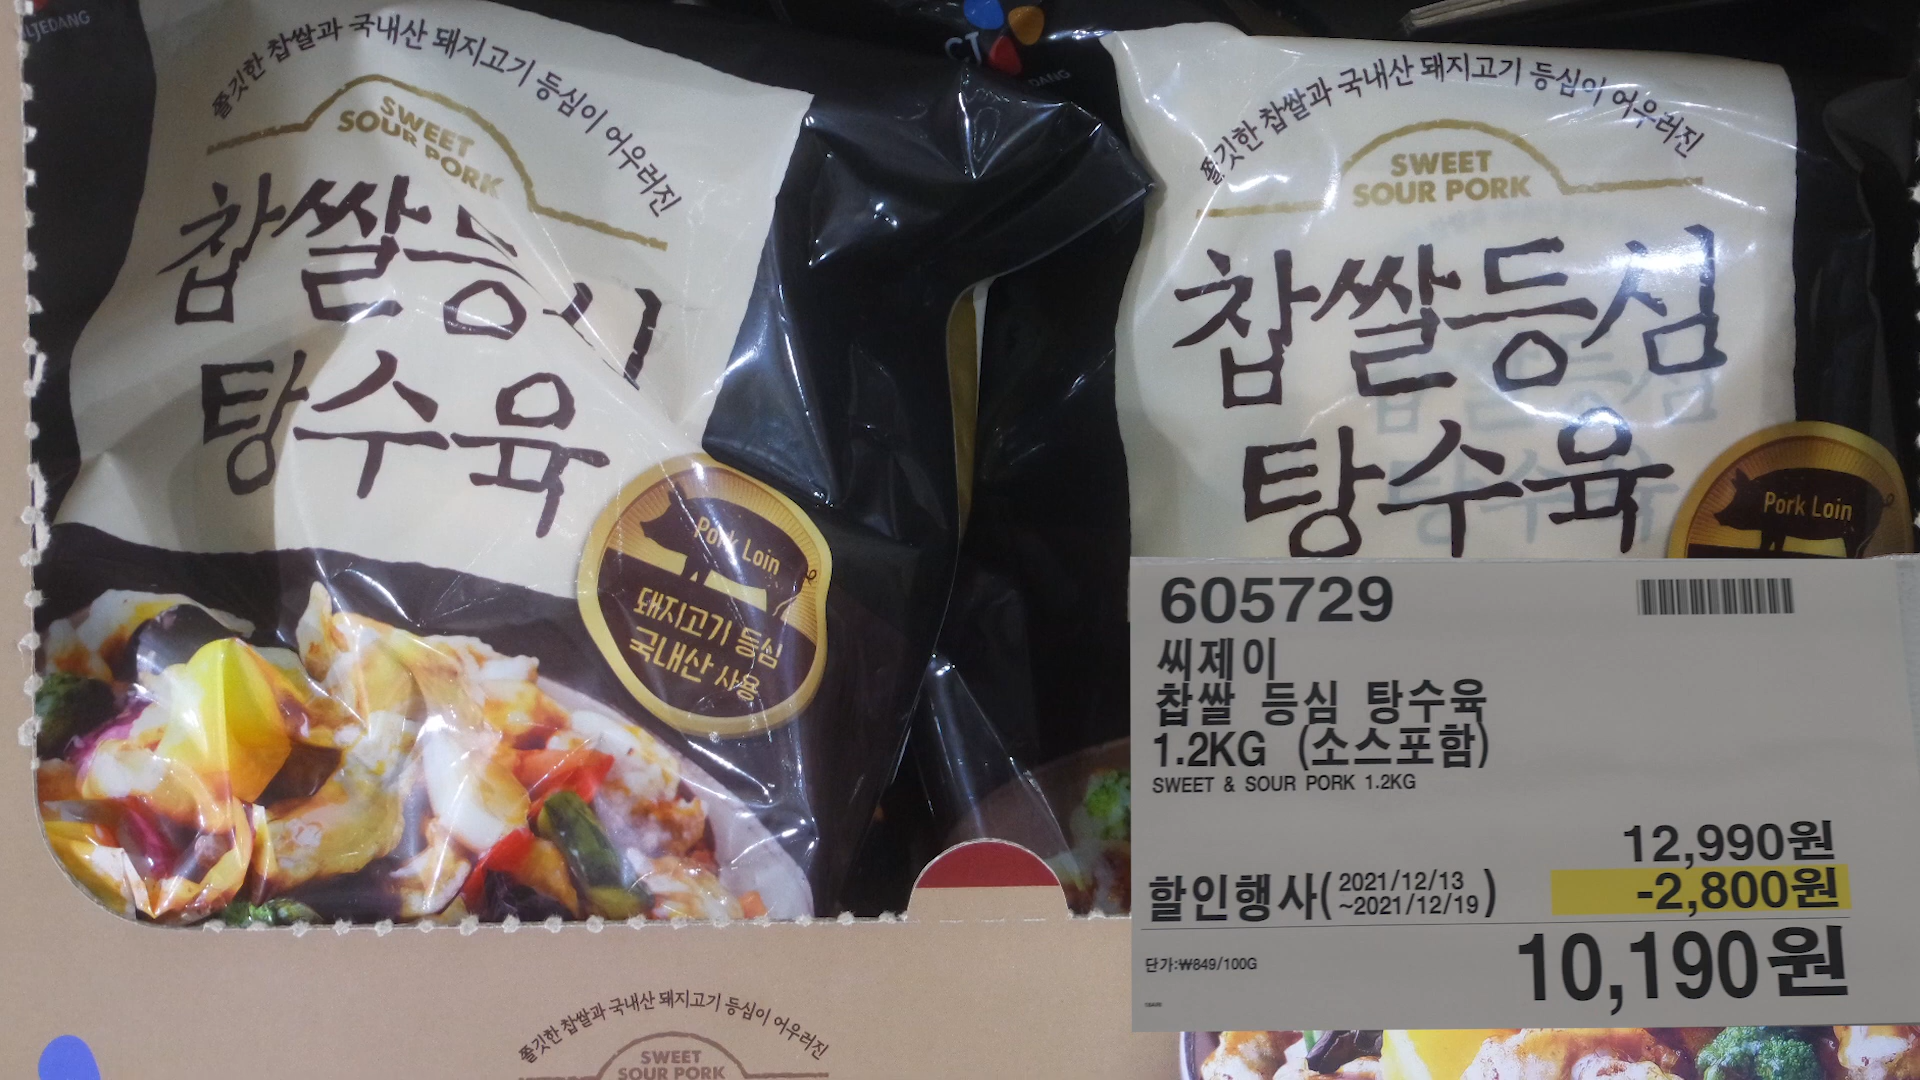 쫄깃한 찹쌀과 국내산 돼지고기 등심이 어우러진
SWEET
SOUR PORK
찹쌀등심
탕수육
Pork Loin
돼지고기 등심
국내산 사용
CJ
쫄깃한 찹쌀과 국내산 돼지고기 등심이 어우러진
SWEET
SOUR PORK
찹쌀등심
탕수육
Pork Loin
605729
씨제이
찹쌀 등심 탕수육
1.2KG (소스포함)
SWEET & SOUR PORK 1.2KG
12,990원
할인행사(2021/12/13 ~2021/12/19)
-2,800원
단가:₩849/100G
10,190원
쫄깃한 찹쌀과 국내산 돼지고기 등심이 어우러진
SWEET
SOUR PORK